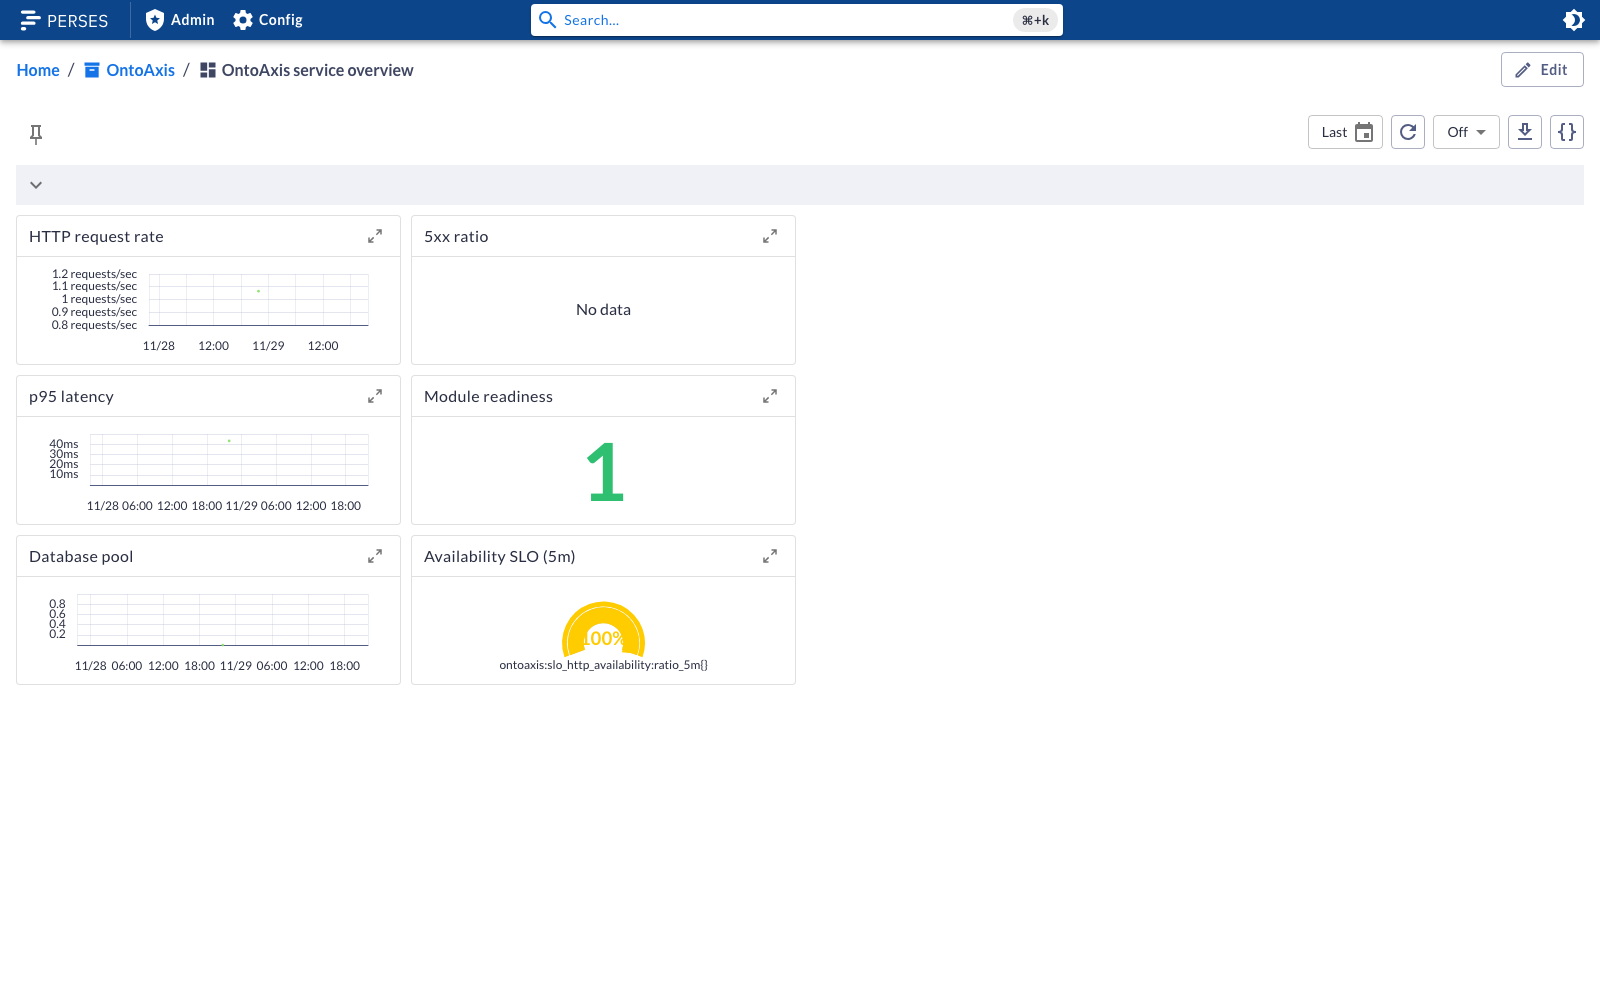 PERSES
Admin
Config
Search...
⌘+k
Home / OntoAxis / OntoAxis service overview
Edit
Last
Off
HTTP request rate
1.2 requests/sec
1.1 requests/sec
1 requests/sec
0.9 requests/sec
0.8 requests/sec
11/28 12:00 11/29 12:00
5xx ratio
No data
p95 latency
40ms
30ms
20ms
10ms
11/28 06:00 12:00 18:00 11/29 06:00 12:00 18:00
Module readiness
1
Database pool
0.8
0.6
0.4
0.2
11/28 06:00 12:00 18:00 11/29 06:00 12:00 18:00
Availability SLO (5m)
100%
ontoaxis:slo_http_availability:ratio_5m{}